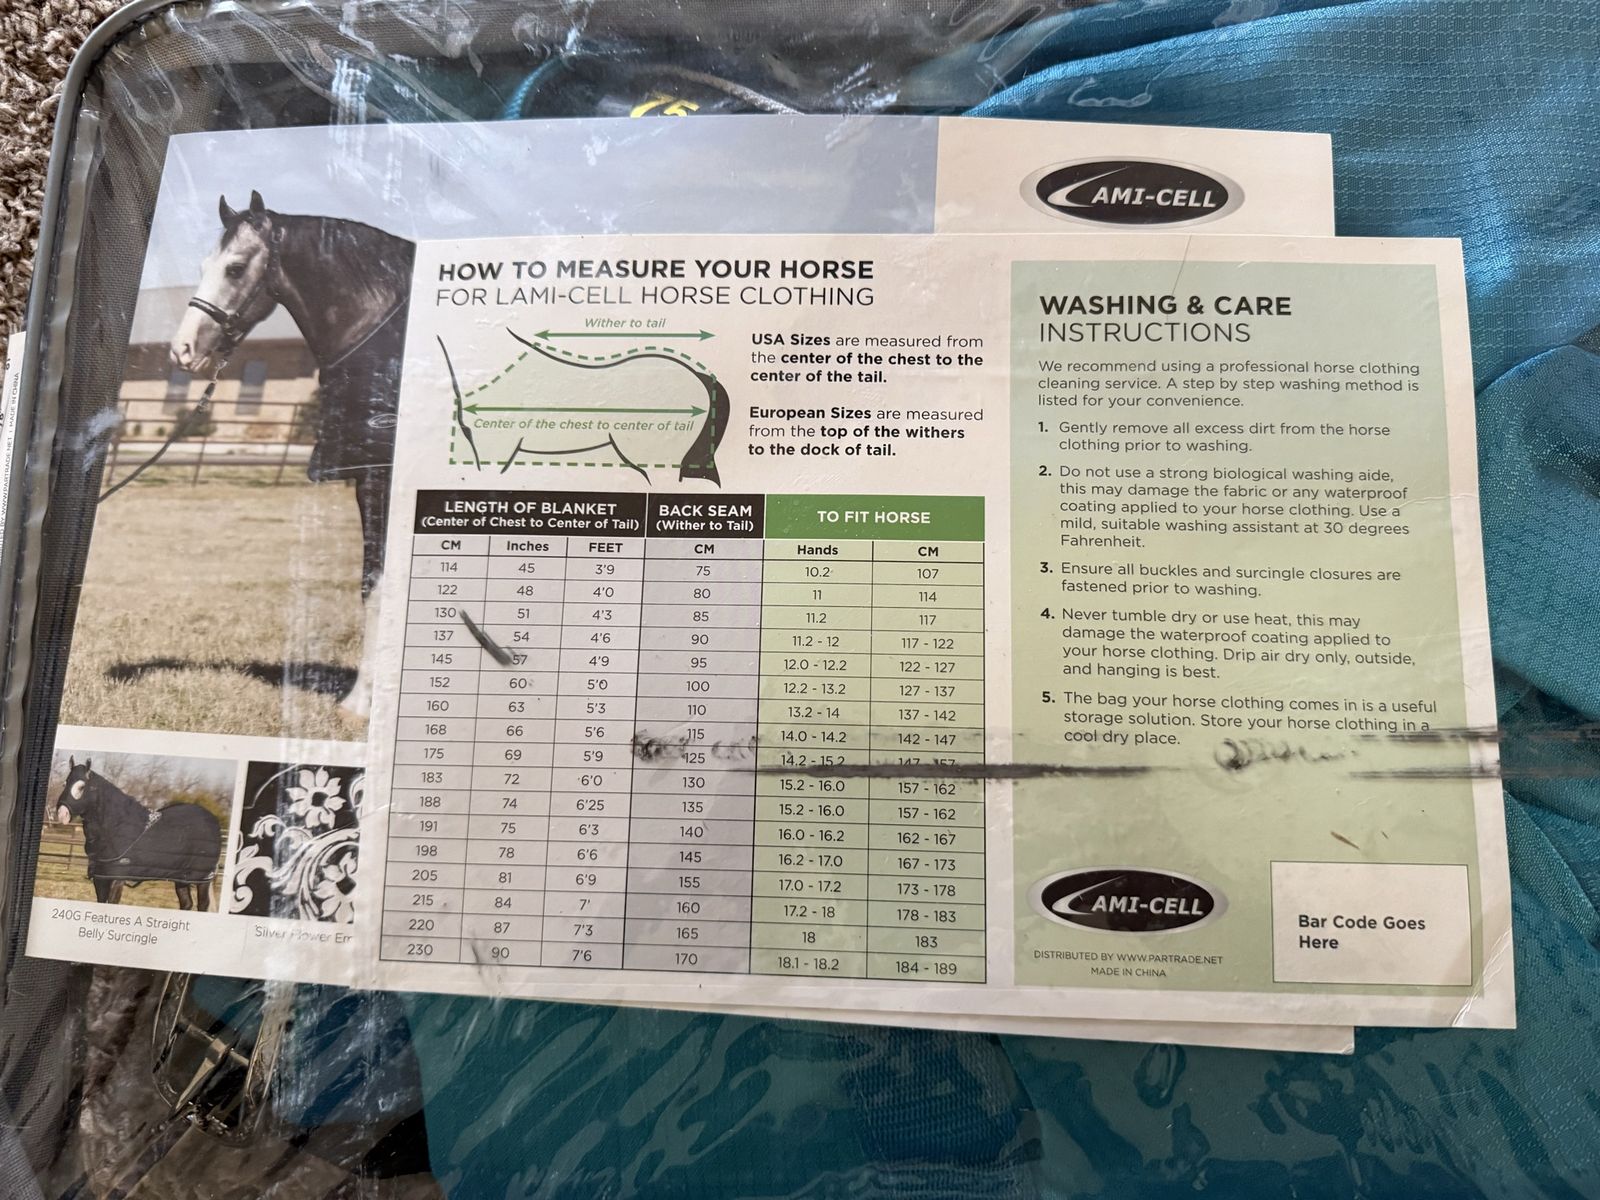 75
AMI-CELL
HOW TO MEASURE YOUR HORSE
FOR LAMI-CELL HORSE CLOTHING
Wither to tail
Center of the chest to center of tail
USA Sizes are measured from
the center of the chest to the
center of the tail.
European Sizes are measured
from the top of the withers
to the dock of tail.
LENGTH OF BLANKET BACK SEAM TO FIT HORSE
(Center of Chest to Center of Tail) (Wither to Tail)
CM Inches FEET CM Hands CM
114 45 3'9 75 10.2 107
122 48 4'0 80 11 114
130 51 4'3 85 11.2 117
137 54 4'6 90 11.2 - 12 117 - 122
145 57 4'9 95 12.0 - 12.2 122 - 127
152 60 5'0 100 12.2 - 13.2 127 - 137
160 63 5'3 110 13.2 - 14 137 - 142
168 66 5'6 115 14.0 - 14.2 142 - 147
175 69 5'9 125 14.2 - 15.2 147 - 157
183 72 6'0 130 15.2 - 16.0 157 - 162
188 74 6'25 135 15.2 - 16.0 157 - 162
191 75 6'3 140 16.0 - 16.2 162 - 167
198 78 6'6 145 16.2 - 17.0 167 - 173
205 81 6'9 155 17.0 - 17.2 173 - 178
215 84 7' 160 17.2 - 18 178 - 183
220 87 7'3 165 18 183
230 90 7'6 170 18.1 - 18.2 184 - 189
WASHING & CARE
INSTRUCTIONS
We recommend using a professional horse clothing
cleaning service. A step by step washing method is
listed for your convenience.
1. Gently remove all excess dirt from the horse
clothing prior to washing.
2. Do not use a strong biological washing aide,
this may damage the fabric or any waterproof
coating applied to your horse clothing. Use a
mild, suitable washing assistant at 30 degrees
Fahrenheit.
3. Ensure all buckles and surcingle closures are
fastened prior to washing.
4. Never tumble dry or use heat, this may
damage the waterproof coating applied to
your horse clothing. Drip air dry only, outside,
and hanging is best.
5. The bag your horse clothing comes in is a useful
storage solution. Store your horse clothing in a
cool dry place.
AMI-CELL
DISTRIBUTED BY WWW.PARTRADE.NET
MADE IN CHINA
Bar Code Goes
Here
240G Features A Straight
Belly Surcingle
Silver Flower Em
BY WWW.PARTRADE.NET | MADE IN CHINA